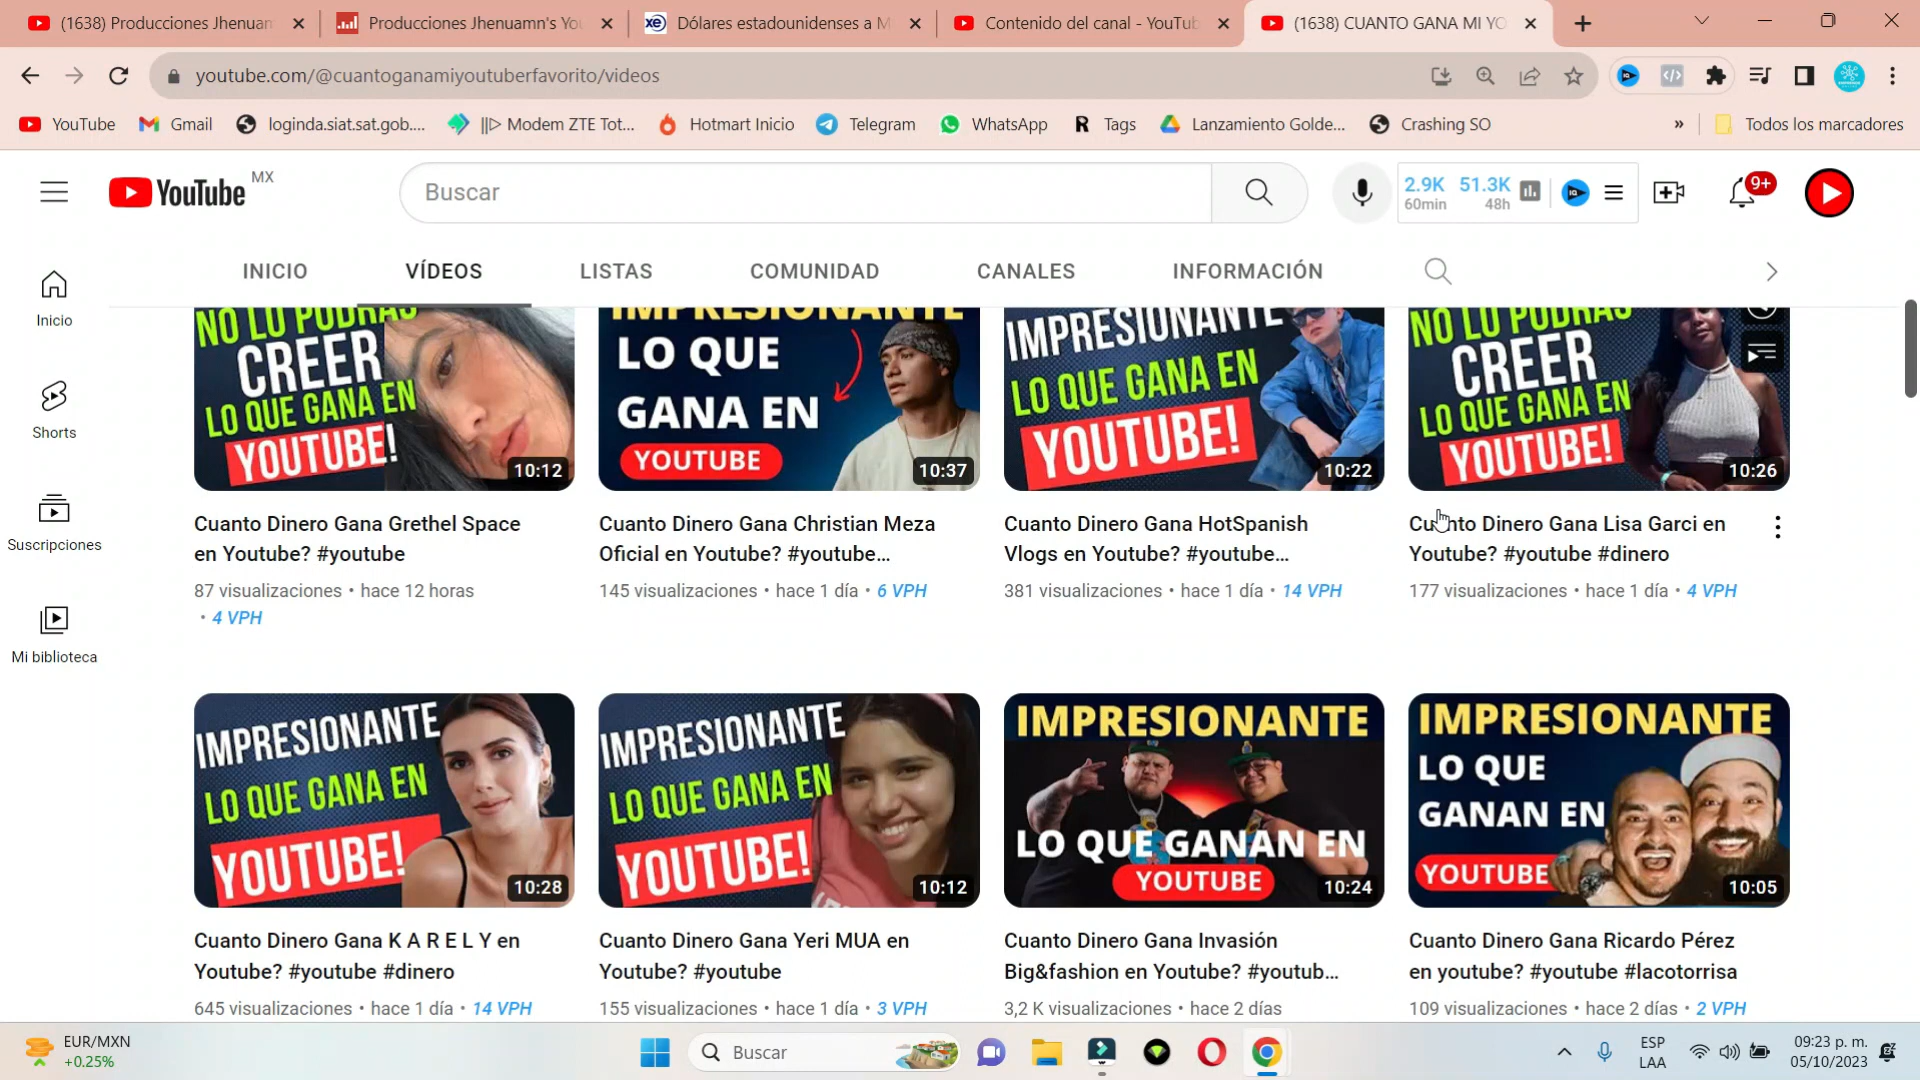 (1638) Producciones Jhenuam
Producciones Jhenuamn's Yo
Dólares estadounidenses a M
Contenido del canal - YouTub
(1638) CUANTO GANA MI YO
youtube.com/@cuantoganamiyoutuberfavorito/videos
YouTube
Gmail
loginda.siat.sat.gob....
||▷ Modem ZTE Tot...
Hotmart Inicio
Telegram
WhatsApp
Tags
Lanzamiento Golde...
Crashing SO
»
Todos los marcadores
YouTube MX
Buscar
2.9K 51.3K
60min 48h
9+
INICIO VÍDEOS LISTAS COMUNIDAD CANALES INFORMACIÓN
Inicio
Shorts
Suscripciones
Mi biblioteca
NO LO PODRAS
CREER
LO QUE GANA EN
YOUTUBE!
10:12
IMPRESIONANTE
LO QUE
GANA EN
YOUTUBE
10:37
IMPRESIONANTE
LO QUE GANA EN
YOUTUBE!
10:22
NO LO PODRAS
CREER
LO QUE GANA EN
YOUTUBE!
10:26
Cuanto Dinero Gana Grethel Space
en Youtube? #youtube
87 visualizaciones • hace 12 horas
• 4 VPH
Cuanto Dinero Gana Christian Meza
Oficial en Youtube? #youtube...
145 visualizaciones • hace 1 día • 6 VPH
Cuanto Dinero Gana HotSpanish
Vlogs en Youtube? #youtube...
381 visualizaciones • hace 1 día • 14 VPH
Cuanto Dinero Gana Lisa Garci en
Youtube? #youtube #dinero
177 visualizaciones • hace 1 día • 4 VPH
IMPRESIONANTE
LO QUE GANA EN
YOUTUBE!
10:28
IMPRESIONANTE
LO QUE GANA EN
YOUTUBE!
10:12
IMPRESIONANTE
LO QUE GANAN EN
YOUTUBE
10:24
IMPRESIONANTE
LO QUE
GANAN EN
YOUTUBE
10:05
Cuanto Dinero Gana K A R E L Y en
Youtube? #youtube #dinero
645 visualizaciones • hace 1 día • 14 VPH
Cuanto Dinero Gana Yeri MUA en
Youtube? #youtube
155 visualizaciones • hace 1 día • 3 VPH
Cuanto Dinero Gana Invasión
Big&fashion en Youtube? #youtub...
3,2 K visualizaciones • hace 2 días
Cuanto Dinero Gana Ricardo Pérez
en youtube? #youtube #lacotorrisa
109 visualizaciones • hace 2 días • 2 VPH
EUR/MXN
+0.25%
Buscar
ESP
LAA
09:23 p. m.
05/10/2023